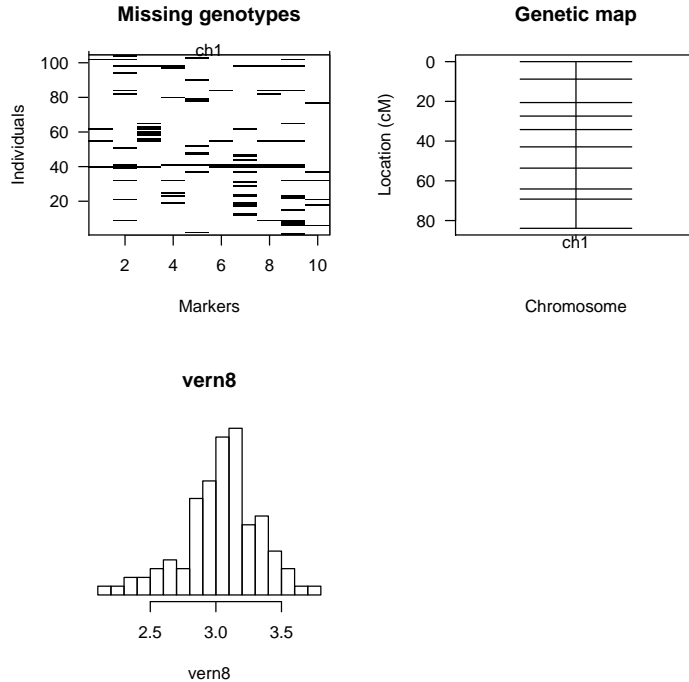 Missing genotypes
ch1
Individuals
100
80
60
40
20
2 4 6 8 10
Markers
Genetic map
Location (cM)
0
20
40
60
80
ch1
Chromosome
vern8
2.5 3.0 3.5
vern8